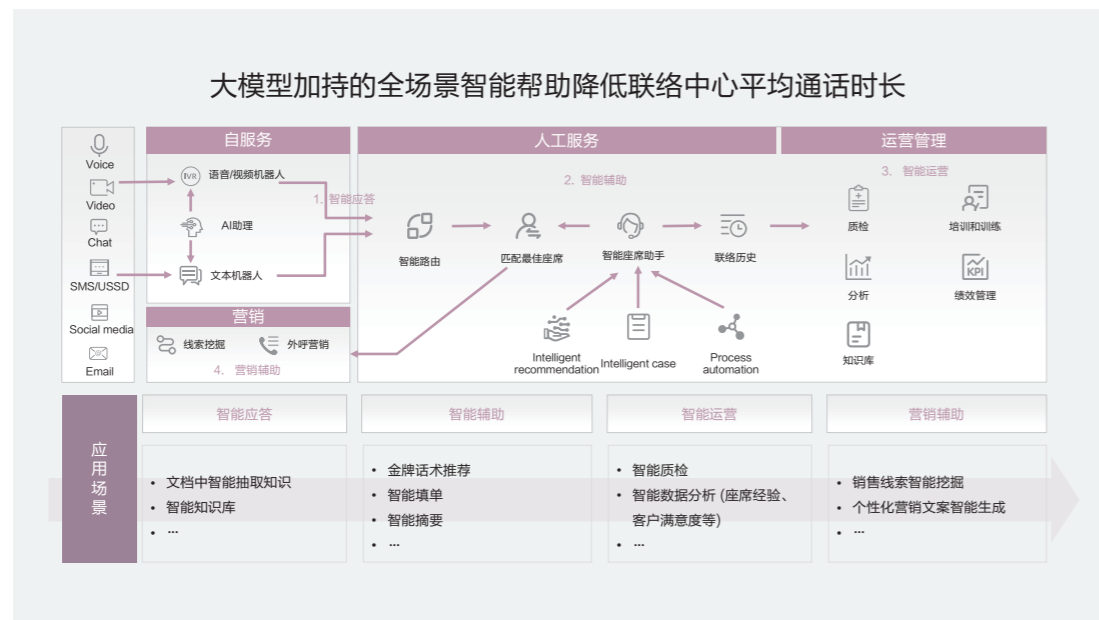 大模型加持的全场景智能帮助降低联络中心平均通话时长
Voice
Video
Chat
SMS/USSD
Social media
Email
自服务
IVR
语音/视频机器人
1. 智能应答
AI助理
文本机器人
营销
线索挖掘
外呼营销
4. 营销辅助
人工服务
2. 智能辅助
智能路由
匹配最佳座席
智能座席助手
联络历史
Intelligent
recommendation
Intelligent case
Process
automation
运营管理
3. 智能运营
质检
培训和训练
分析
KPI
绩效管理
知识库
应
用
场
景
智能应答
• 文档中智能抽取知识
• 智能知识库
• ...
智能辅助
• 金牌话术推荐
• 智能填单
• 智能摘要
• ...
智能运营
• 智能质检
• 智能数据分析 (座席经验、
客户满意度等)
• ...
营销辅助
• 销售线索智能挖掘
• 个性化营销文案智能生成
• ...